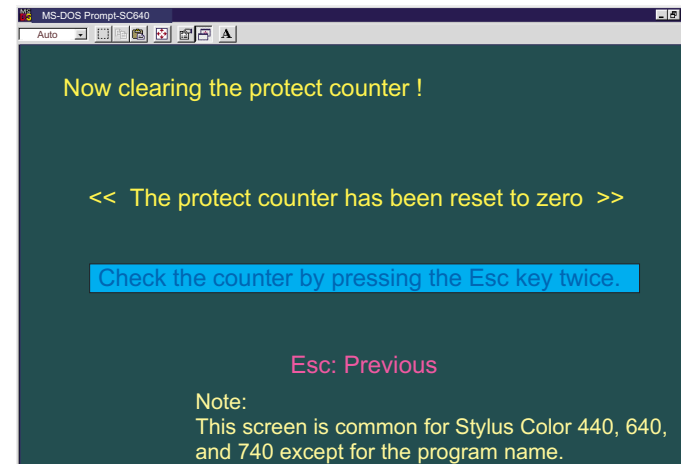 MS-DOS Prompt-SC640
Auto A
Now clearing the protect counter !
<< The protect counter has been reset to zero >>
Check the counter by pressing the Esc key twice.
Esc: Previous
Note:
This screen is common for Stylus Color 440, 640,
and 740 except for the program name.